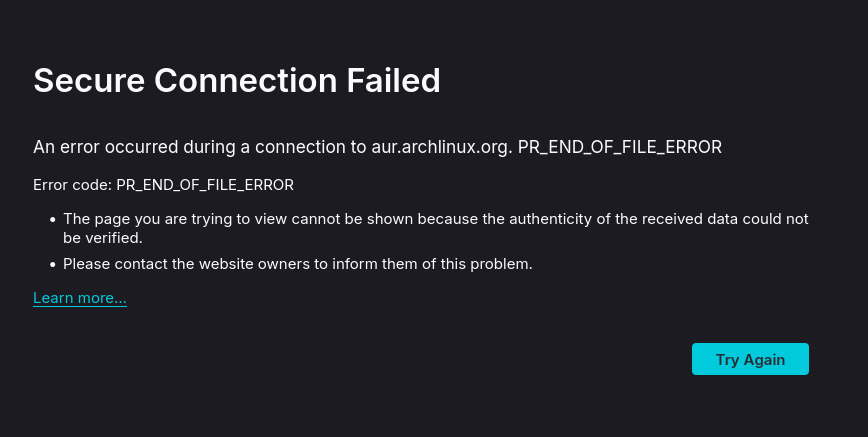 Secure Connection Failed
An error occurred during a connection to aur.archlinux.org. PR_END_OF_FILE_ERROR
Error code: PR_END_OF_FILE_ERROR
• The page you are trying to view cannot be shown because the authenticity of the received data could not
be verified.
• Please contact the website owners to inform them of this problem.
Learn more...
Try Again